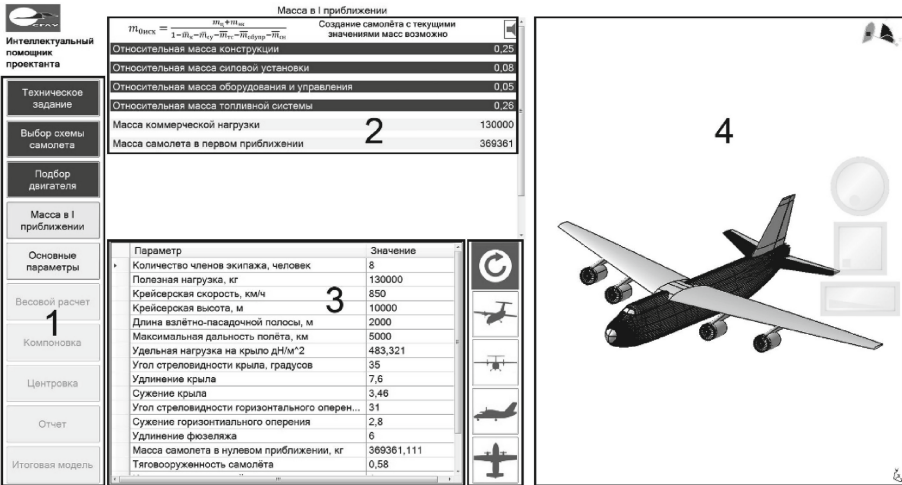 Масса в I приближении
СГАУ
Интеллектуальный
помощник
проектанта
Техническое
задание
Выбор схемы
самолета
Подбор
двигателя
Масса в I
приближении
Основные
параметры
Весовой расчет
1
Компоновка
Центровка
Отчет
Итоговая модель
Создание самолёта с текущими
значениями масс возможно
Относительная масса конструкции 0,25
Относительная масса силовой установки 0,08
Относительная масса оборудования и управления 0,05
Относительная масса топливной системы 0,26
Масса коммерческой нагрузки 130000
2
Масса самолета в первом приближении 369361
Параметр Значение
Количество членов экипажа, человек 8
Полезная нагрузка, кг 130000
Крейсерская скорость, км/ч 850
3
Крейсерская высота, м 10000
Длина взлётно-пасадочной полосы, м 2000
Максимальная дальность полёта, км 5000
Удельная нагрузка на крыло дН/м^2 483,321
Угол стреловидности крыла, градусов 35
Удлинение крыла 7,6
Сужение крыла 3,46
Угол стреловидности горизонтального оперен... 31
Сужение горизонтиального оперения 2,8
Удлинение фюзеляжа 6
Масса самолета в нулевом приближении, кг 369361,111
Тяговооруженность самолёта 0,58
4